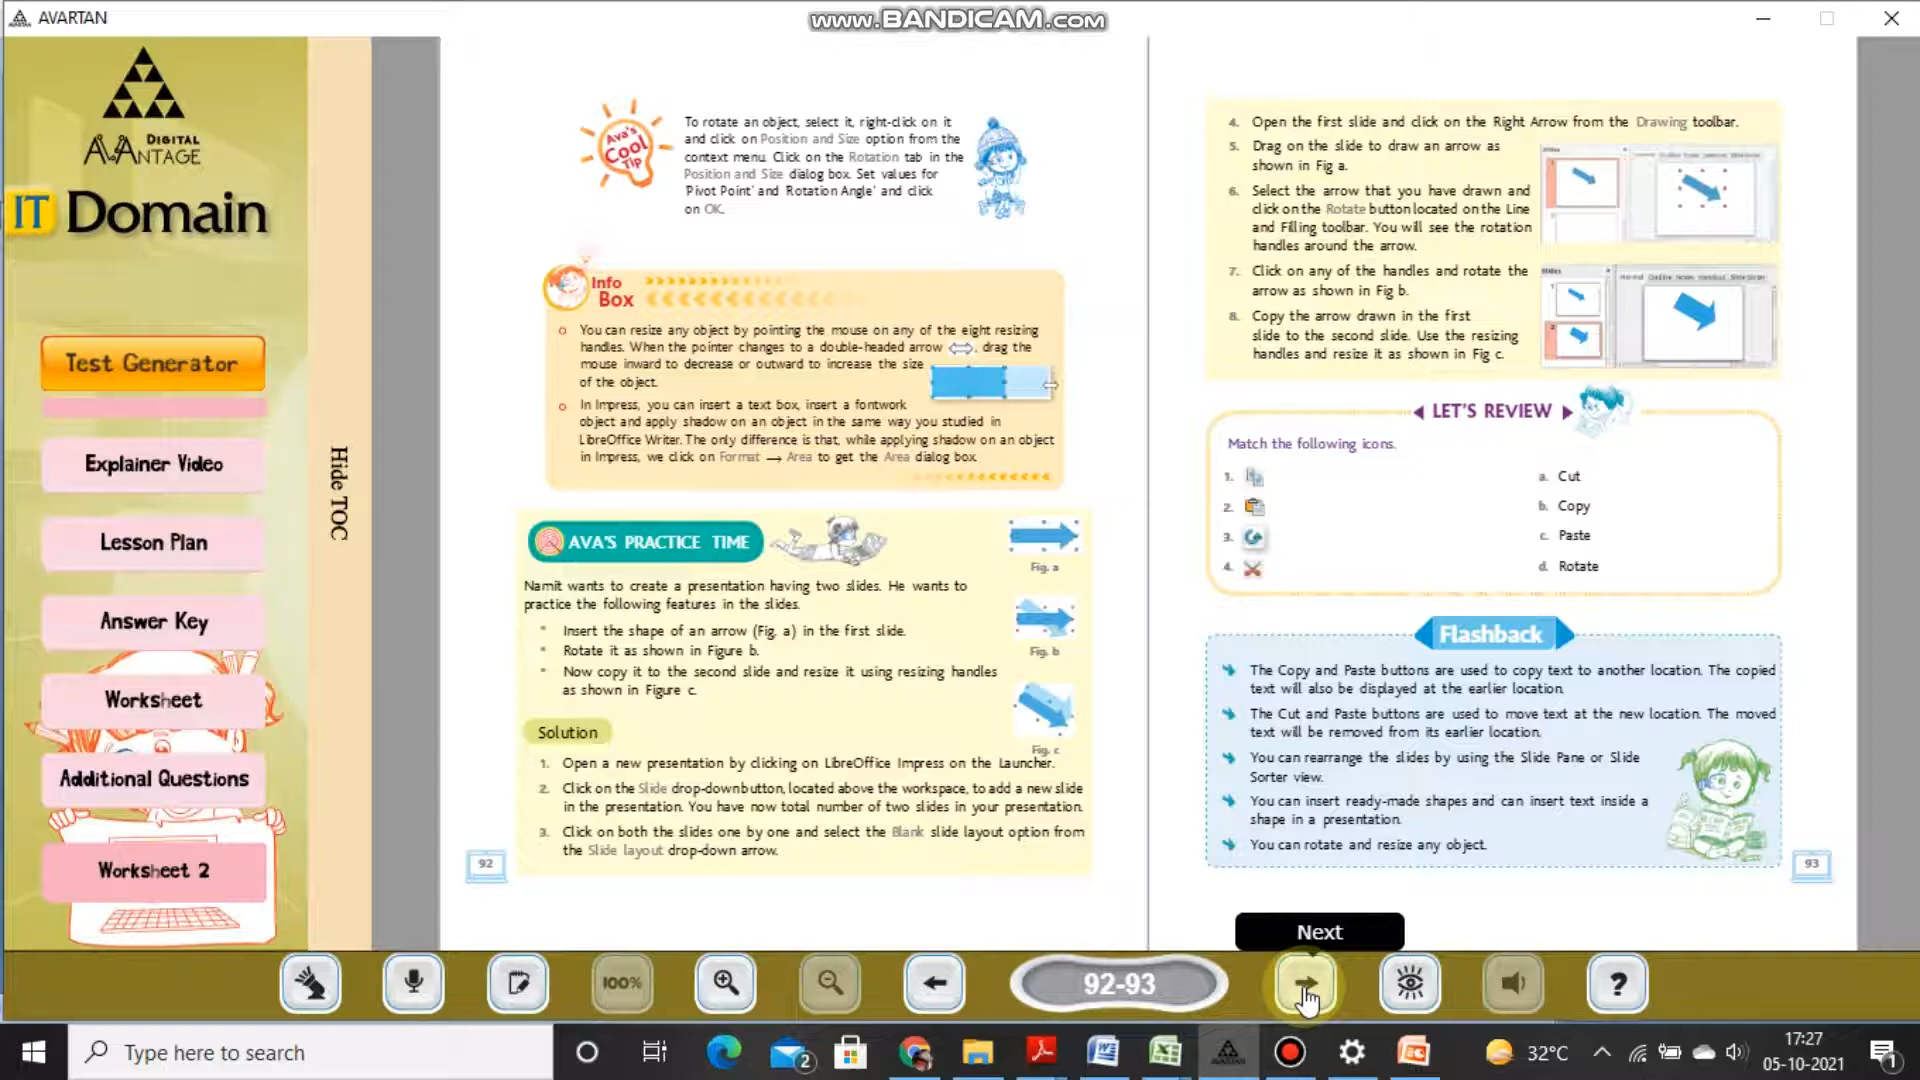 AVARTAN
www.BANDICAM.com
DIGITAL
AVANTAGE
IT Domain
Test Generator
Explainer Video
Lesson Plan
Answer Key
Worksheet
Additional Questions
Worksheet 2
Hide TOC
Ava's
Cool
Tip
To rotate an object, select it, right-click on it
and click on Position and Size option from the
context menu. Click on the Rotation tab in the
Position and Size dialog box. Set values for
'Pivot Point' and 'Rotation Angle' and click
on OK.
Info
Box
You can resize any object by pointing the mouse on any of the eight resizing
handles. When the pointer changes to a double-headed arrow , drag the
mouse inward to decrease or outward to increase the size
of the object.
In Impress, you can insert a text box, insert a fontwork
object and apply shadow on an object in the same way you studied in
LibreOffice Writer. The only difference is that, while applying shadow on an object
in Impress, we click on Format → Area to get the Area dialog box.
AVA'S PRACTICE TIME
Namit wants to create a presentation having two slides. He wants to
practice the following features in the slides.
* Insert the shape of an arrow (Fig. a) in the first slide.
* Rotate it as shown in Figure b.
* Now copy it to the second slide and resize it using resizing handles
as shown in Figure c.
Fig. a
Fig. b
Fig. c
Solution
1. Open a new presentation by clicking on LibreOffice Impress on the Launcher.
2. Click on the Slide drop-downbutton, located above the workspace, to add a new slide
in the presentation. You have now total number of two slides in your presentation.
3. Click on both the slides one by one and select the Blank slide layout option from
the Slide layout drop-down arrow.
92
4. Open the first slide and click on the Right Arrow from the Drawing toolbar.
5. Drag on the slide to draw an arrow as
shown in Fig a.
6. Select the arrow that you have drawn and
click on the Rotate button located on the Line
and Filling toolbar. You will see the rotation
handles around the arrow.
7. Click on any of the handles and rotate the
arrow as shown in Fig b.
8. Copy the arrow drawn in the first
slide to the second slide. Use the resizing
handles and resize it as shown in Fig c.
LET'S REVIEW
Match the following icons.
1. a. Cut
2. b. Copy
3. c. Paste
4. d. Rotate
Flashback
The Copy and Paste buttons are used to copy text to another location. The copied
text will also be displayed at the earlier location.
The Cut and Paste buttons are used to move text at the new location. The moved
text will be removed from its earlier location.
You can rearrange the slides by using the Slide Pane or Slide
Sorter view.
You can insert ready-made shapes and can insert text inside a
shape in a presentation.
You can rotate and resize any object.
93
Next
100%
92-93
?
Type here to search
2
32°C
17:27
05-10-2021
1